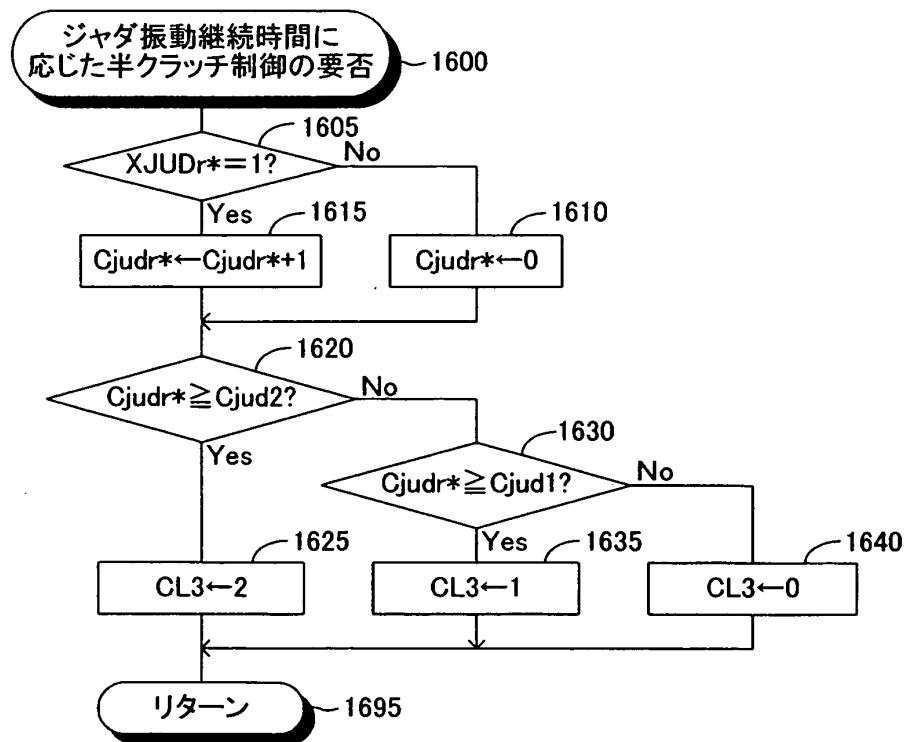 ジャダ振動継続時間に
応じた半クラッチ制御の要否
1600
1605
XJUDr*=1?
No
Yes
1615
1610
Cjudr*←Cjudr*+1
Cjudr*←0
1620
Cjudr*≧Cjud2?
No
Yes
1630
Cjudr*≧Cjud1?
No
Yes
1625
1635
1640
CL3←2
CL3←1
CL3←0
リターン
1695